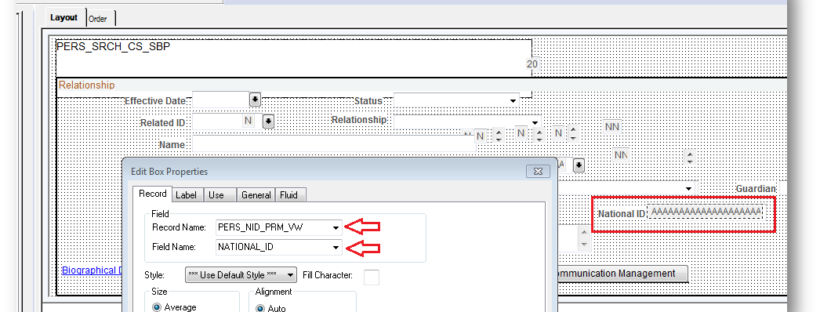 Layout Order
PERS_SRCH_CS_SBP
20
Relationship
Effective Date Status
Related ID N Relationship
Name N N N NN
NN
A
Guardian
National ID AAAAAAAAAAAAAAAAAAAA
Edit Box Properties
Record Label Use General Fluid
Field
Record Name: PERS_NID_PRM_VW
Field Name: NATIONAL_ID
Style: *** Use Default Style *** Fill Character:
Size Alignment
Average Auto
Biographical
mmunication Management